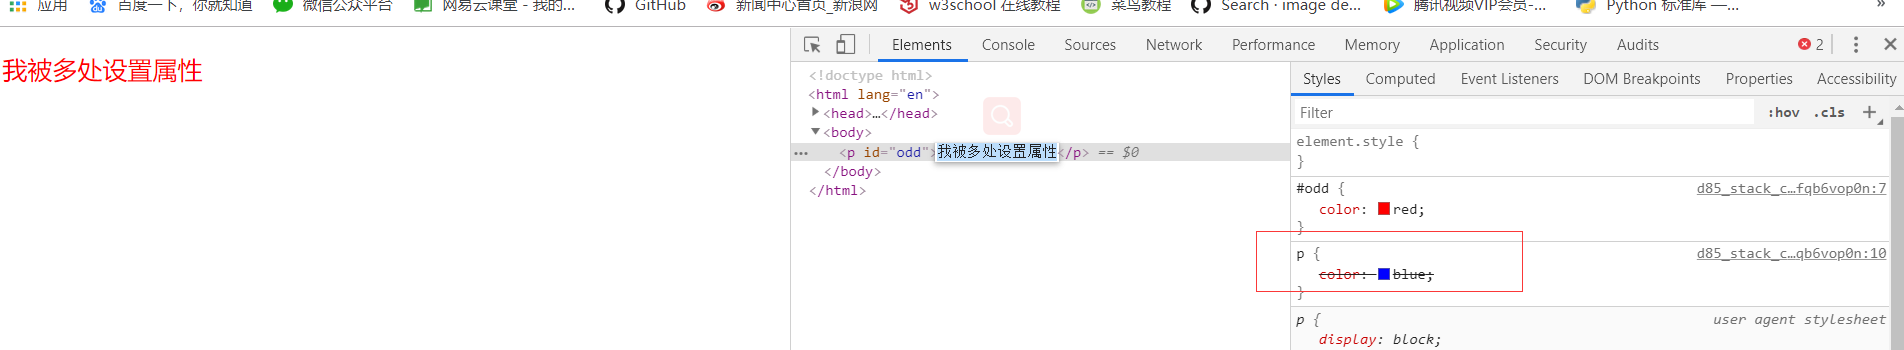 应用 百度一下，你就知道 微信公众平台 网易云课堂 - 我的... GitHub 新闻中心首页_新浪网 w3school 在线教程 菜鸟教程 Search · image de... 腾讯视频VIP会员-... Python 标准库 —... »
Elements Console Sources Network Performance Memory Application Security Audits 2
我被多处设置属性
<!doctype html>
<html lang="en">
<head>…</head>
<body>
<p id="odd">我被多处设置属性</p> == $0
</body>
</html>
Styles Computed Event Listeners DOM Breakpoints Properties Accessibility
Filter :hov .cls +
element.style {
}
#odd { d85_stack_c…fqb6vop0n:7
color: red;
}
p { d85_stack_c…qb6vop0n:10
color: blue;
}
p { user agent stylesheet
display: block;